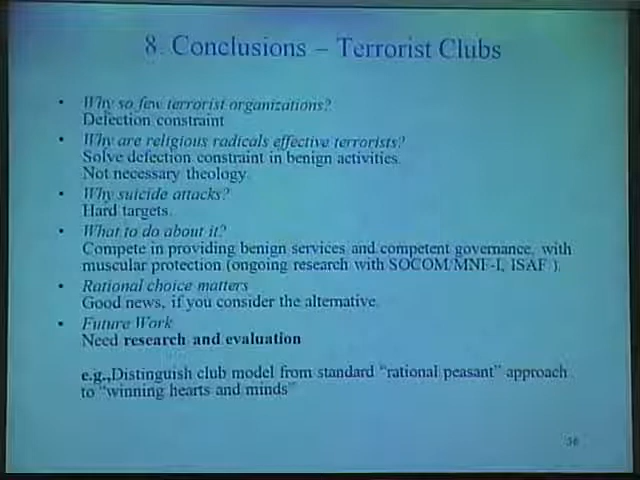 8. Conclusions – Terrorist Clubs
• Why so few terrorist organizations?
Defection constraint
• Why are religious radicals effective terrorists?
Solve defection constraint in benign activities.
Not necessary theology.
• Why suicide attacks?
Hard targets.
• What to do about it?
Compete in providing benign services and competent governance, with
muscular protection (ongoing research with SOCOM/MNF-I, ISAF ).
• Rational choice matters
Good news, if you consider the alternative.
• Future Work
Need research and evaluation
e.g.,Distinguish club model from standard “rational peasant” approach
to “winning hearts and minds”